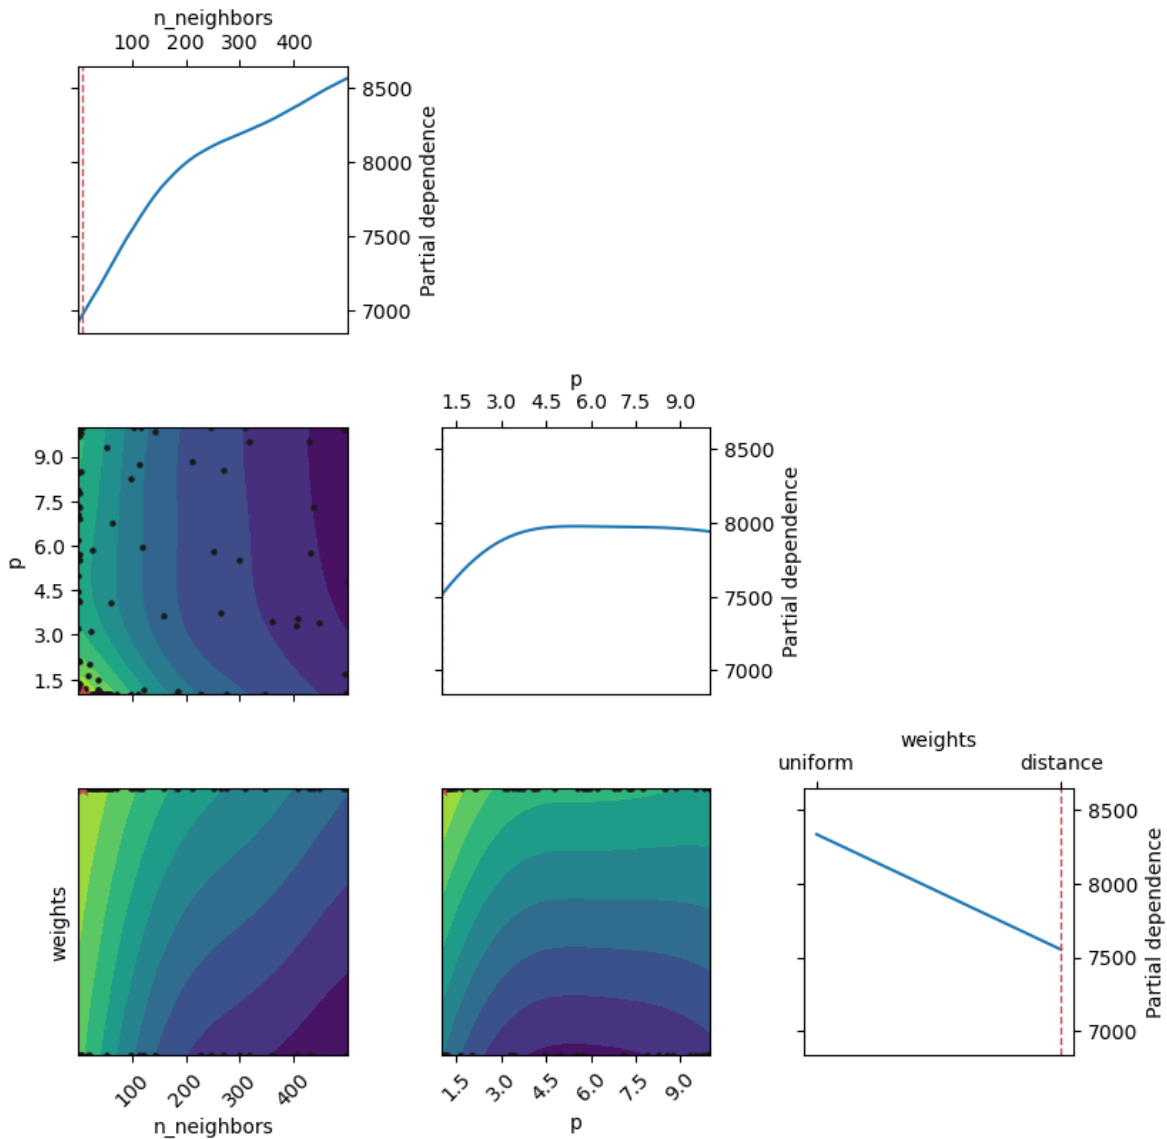 n_neighbors
100 200 300 400
8500
8000
7500
7000
Partial dependence
p
1.5 3.0 4.5 6.0 7.5 9.0
9.0
7.5
6.0
4.5
3.0
1.5
p
8500
8000
7500
7000
Partial dependence
weights
uniform distance
weights
8500
8000
7500
7000
Partial dependence
100 200 300 400
n_neighbors
1.5 3.0 4.5 6.0 7.5 9.0
p